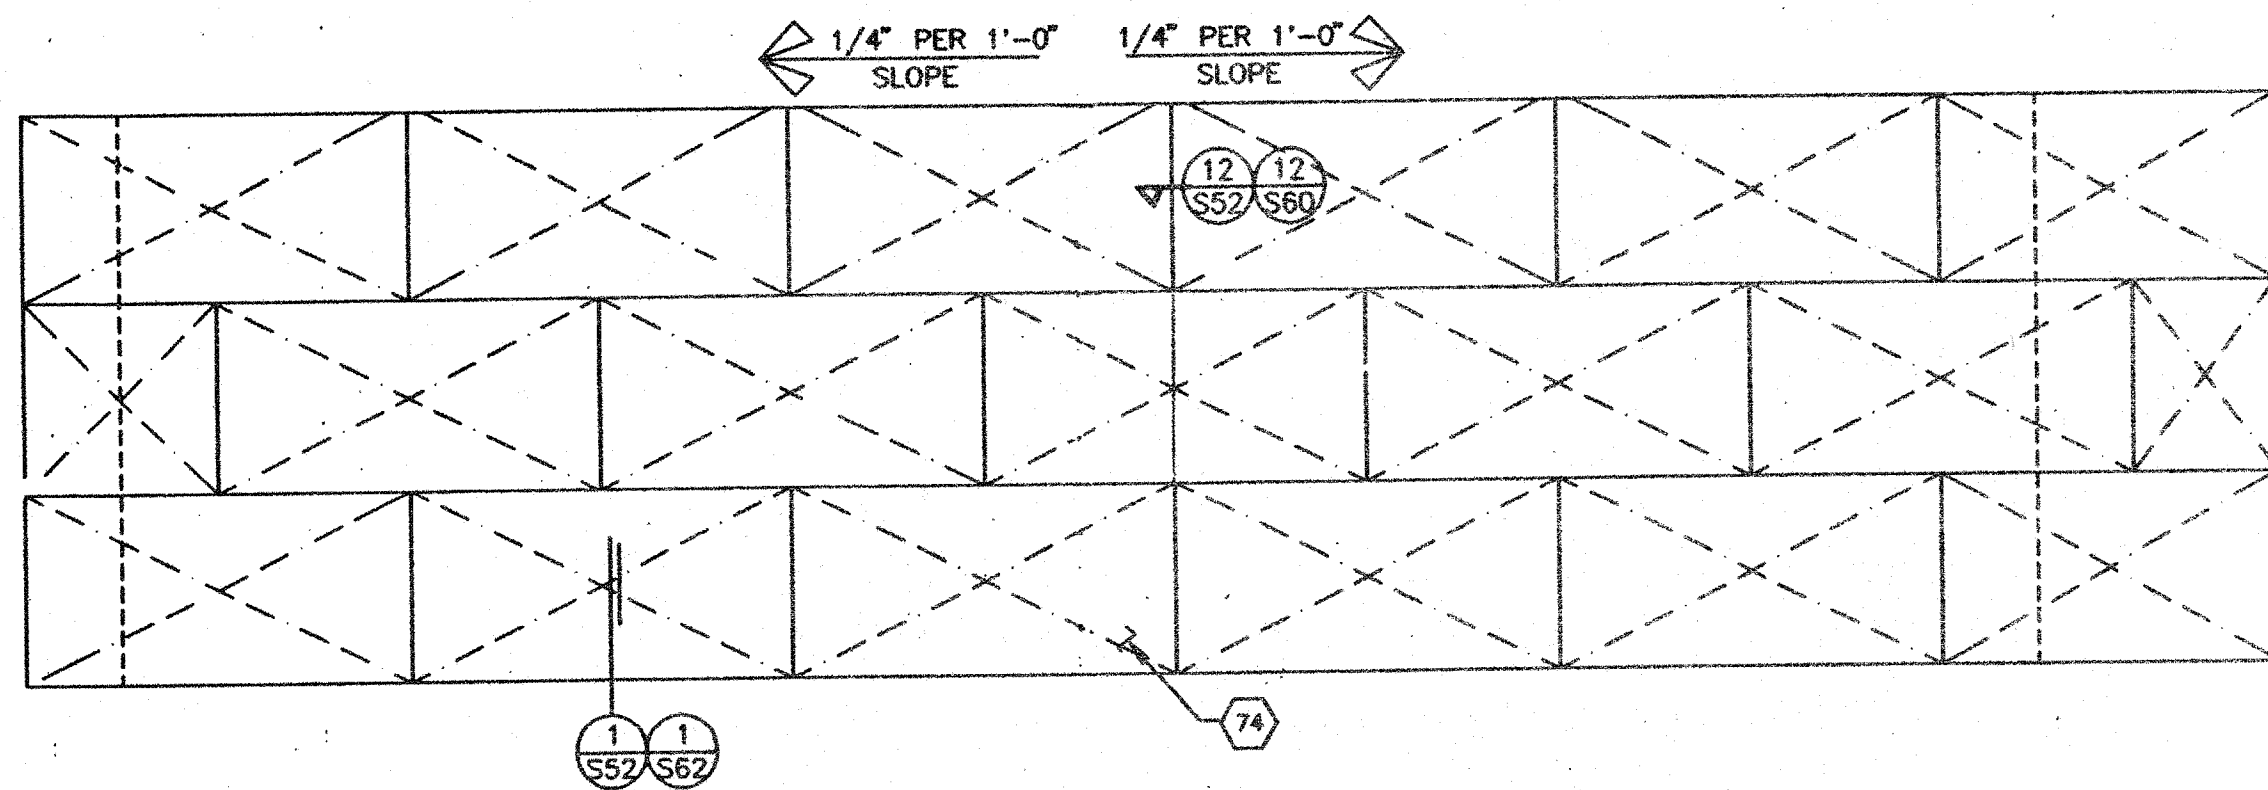 1/4" PER 1'-0"
SLOPE
1/4" PER 1'-0"
SLOPE
12
S52
12
S60
74
1
S52
1
S62